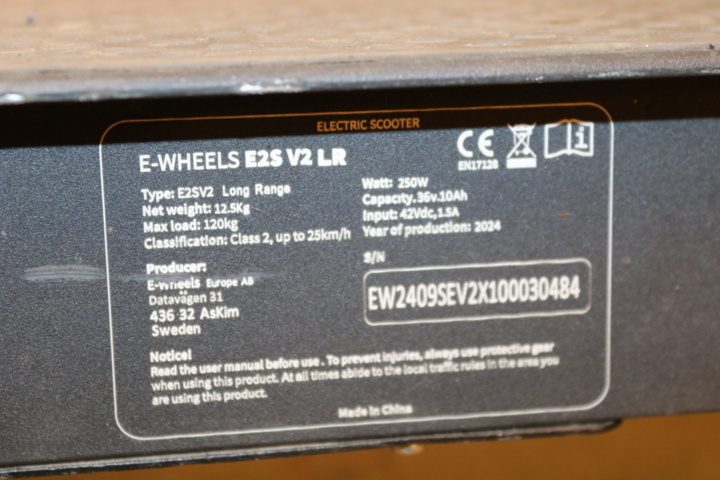 ELECTRIC SCOOTER
E-WHEELS E2S V2 LR
CE
EN17128
i
Type: E2SV2 Long Range
Net weight: 12.5Kg
Max load: 120kg
Classification: Class 2, up to 25km/h
Watt: 250W
Capacity.36v.10Ah
Input: 42Vdc,1.5A
Year of production: 2024
Producer:
E-wheels Europe AB
Datavägen 31
436 32 AsKim
Sweden
S/N
EW2409SEV2X100030484
Notice!
Read the user manual before use . To prevent injuries, always use protective gear
when using this product. At all times abide to the local traffic rules in the area you
are using this product.
Made in China